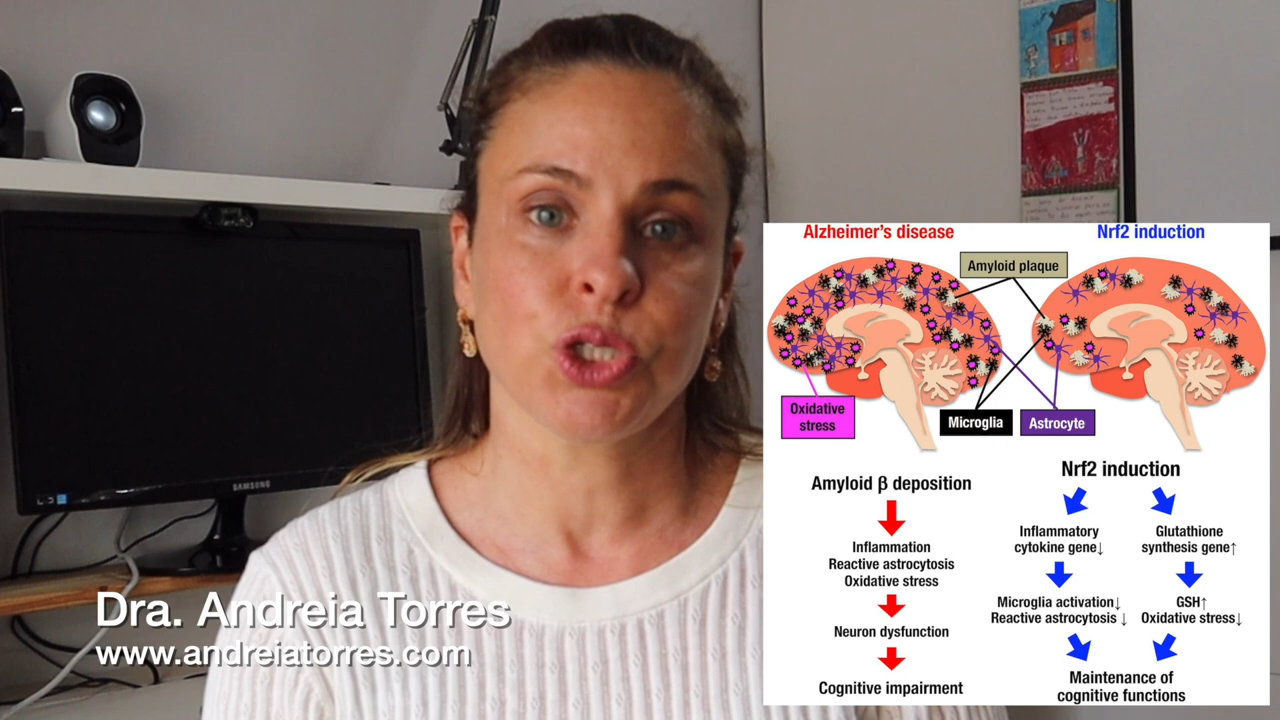 SAMSUNG
Dra. Andreia Torres
www.andreiatorres.com
Alzheimer's disease
Nrf2 induction
Amyloid plaque
Oxidative
stress
Microglia
Astrocyte
Amyloid β deposition
Inflammation
Reactive astrocytosis
Oxidative stress
Neuron dysfunction
Cognitive impairment
Nrf2 induction
Inflammatory
cytokine gene↓
Glutathione
synthesis gene↑
Microglia activation↓
Reactive astrocytosis ↓
GSH↑
Oxidative stress↓
Maintenance of
cognitive functions